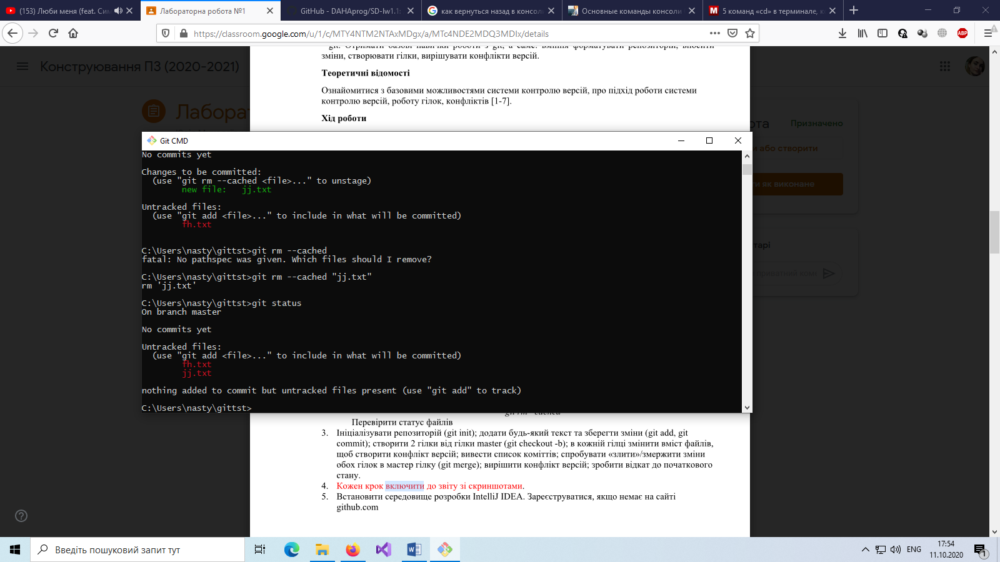 (153) Люби меня (feat. Сим
Лабораторна робота №1
GitHub - DAHAprog/SD-lw1.1:
как вернуться назад в консол
Основные команды консоли
5 команд «cd» в терминале, к
https://classroom.google.com/u/1/c/MTY4NTM2NTAxMDgx/a/MTc4NDE2MDQ3MDIx/details
ABP
git. Отримати базові навички роботи з git, а саме: вміння форматувати репозиторій, вносити
зміни, створювати гілки, вирішувати конфлікти версій.
Конструювання ПЗ (2020-2021)
Теоретичні відомості
Ознайомитися з базовими можливостями системи контролю версій, про підхід роботи системи
контролю версій, роботу гілок, конфліктів [1-7].
Лаборат
Хід роботи
ота
Призначено
Git CMD
и або створити
No commits yet
Changes to be committed:
(use "git rm --cached <file>..." to unstage)
new file: jj.txt
ти як виконане
Untracked files:
(use "git add <file>..." to include in what will be committed)
fh.txt
тарі
C:\Users\nasty\gittst>git rm --cached
fatal: No pathspec was given. Which files should I remove?
приватний коме
C:\Users\nasty\gittst>git rm --cached "jj.txt"
rm 'jj.txt'
C:\Users\nasty\gittst>git status
On branch master
No commits yet
Untracked files:
(use "git add <file>..." to include in what will be committed)
fh.txt
jj.txt
nothing added to commit but untracked files present (use "git add" to track)
C:\Users\nasty\gittst>
Перевірити статус файлів
3. Ініціалізувати репозиторій (git init); додати будь-який текст та зберегти зміни (git add, git
commit); створити 2 гілки від гілки master (git checkout -b); в кожній гілці змінити вміст файлів,
щоб створити конфлікт версій; вивести список коміттів; спробувати «злити»/змержити зміни
обох гілок в мастер гілку (git merge); вирішити конфлікт версій; зробити відкат до початкового
стану.
4. Кожен крок включити до звіту зі скриншотами.
5. Встановити середовище розробки IntelliJ IDEA. Зареєструватися, якщо немає на сайті
github.com
Введіть пошуковий запит тут
ENG
17:54
11.10.2020
1